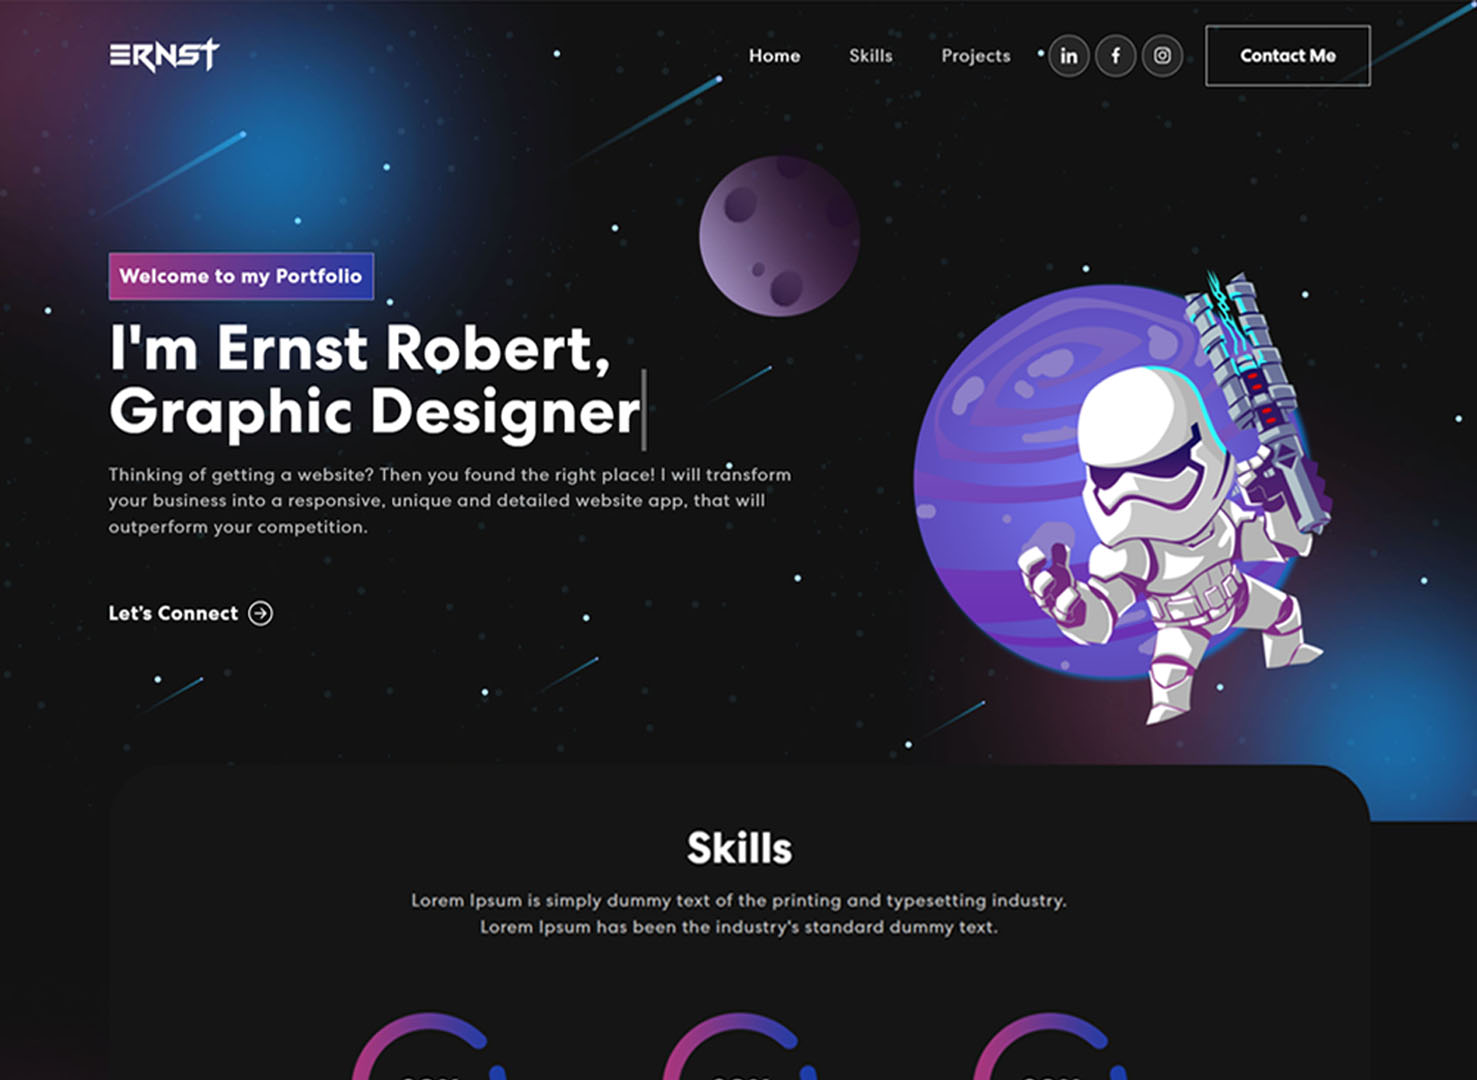 ERNST
Home Skills Projects in f Contact Me
Welcome to my Portfolio
I'm Ernst Robert,
Graphic Designer
Thinking of getting a website? Then you found the right place! I will transform
your business into a responsive, unique and detailed website app, that will
outperform your competition.
Let's Connect
Skills
Lorem Ipsum is simply dummy text of the printing and typesetting industry.
Lorem Ipsum has been the industry's standard dummy text.